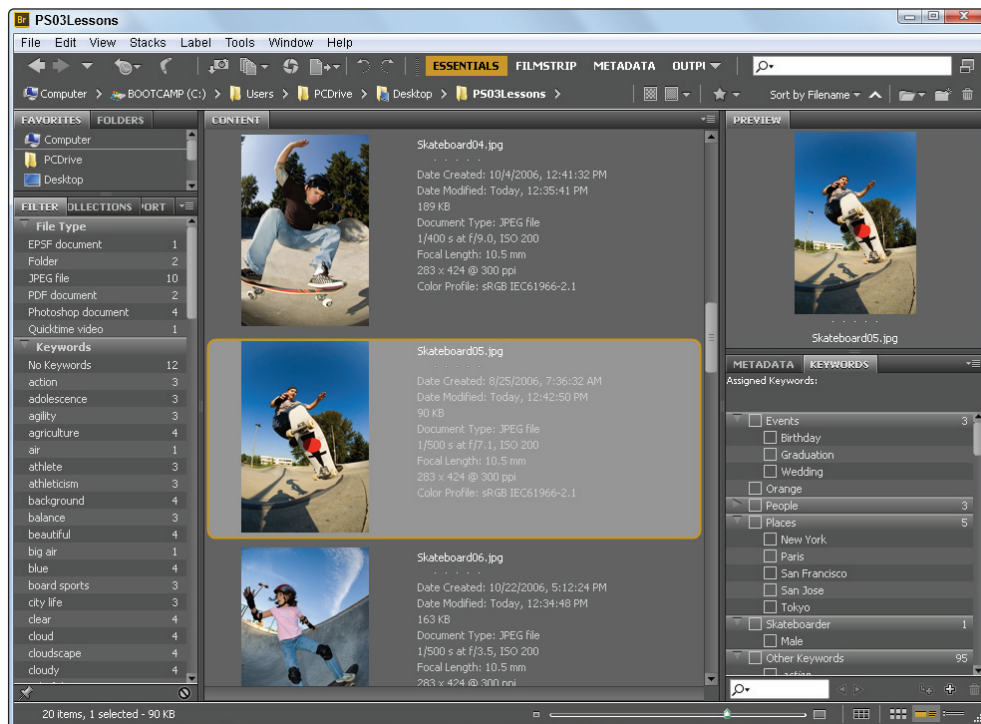 Br PS03Lessons
File Edit View Stacks Label Tools Window Help
ESSENTIALS FILMSTRIP METADATA OUTPI
Computer > BOOTCAMP (C:) > Users > PCDrive > Desktop > PS03Lessons >
Sort by Filename
FAVORITES FOLDERS
Computer
PCDrive
Desktop
FILTER OLLECTIONS ORT
File Type
EPSF document 1
Folder 2
JPEG file 10
PDF document 2
Photoshop document 4
Quicktime video 1
Keywords
No Keywords 12
action 3
adolescence 3
agility 3
agriculture 4
air 1
athlete 3
athleticism 3
background 4
balance 3
beautiful 4
big air 1
blue 4
board sports 3
city life 3
clear 4
cloud 4
cloudscape 4
cloudy 4
CONTENT
Skateboard04.jpg
Date Created: 10/4/2006, 12:41:32 PM
Date Modified: Today, 12:35:41 PM
189 KB
Document Type: JPEG file
1/400 s at f/9.0, ISO 200
Focal Length: 10.5 mm
283 x 424 @ 300 ppi
Color Profile: sRGB IEC61966-2.1
Skateboard05.jpg
Date Created: 8/25/2006, 7:36:32 AM
Date Modified: Today, 12:42:50 PM
90 KB
Document Type: JPEG file
1/500 s at f/7.1, ISO 200
Focal Length: 10.5 mm
283 x 424 @ 300 ppi
Color Profile: sRGB IEC61966-2.1
Skateboard06.jpg
Date Created: 10/22/2006, 5:12:24 PM
Date Modified: Today, 12:34:48 PM
163 KB
Document Type: JPEG file
1/500 s at f/3.5, ISO 200
Focal Length: 10.5 mm
283 x 424 @ 300 ppi
PREVIEW
Skateboard05.jpg
METADATA KEYWORDS
Assigned Keywords:
Events 3
Birthday
Graduation
Wedding
Orange
People 3
Places 5
New York
Paris
San Francisco
San Jose
Tokyo
Skateboarder 1
Male
Other Keywords 95
action
20 items, 1 selected - 90 KB